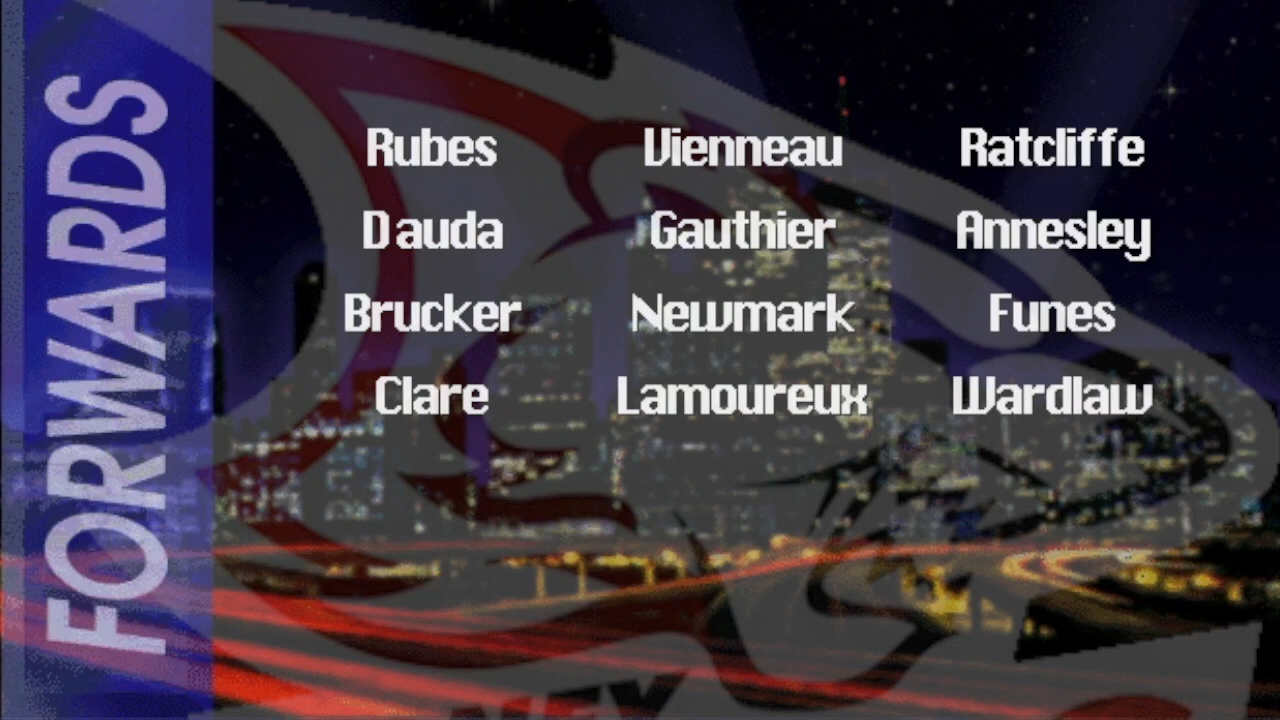 FORWARDS
Rubes Vienneau Ratcliffe
Dauda Gauthier Annesley
Brucker Newmark Funes
Clare Lamoureux Wardlaw